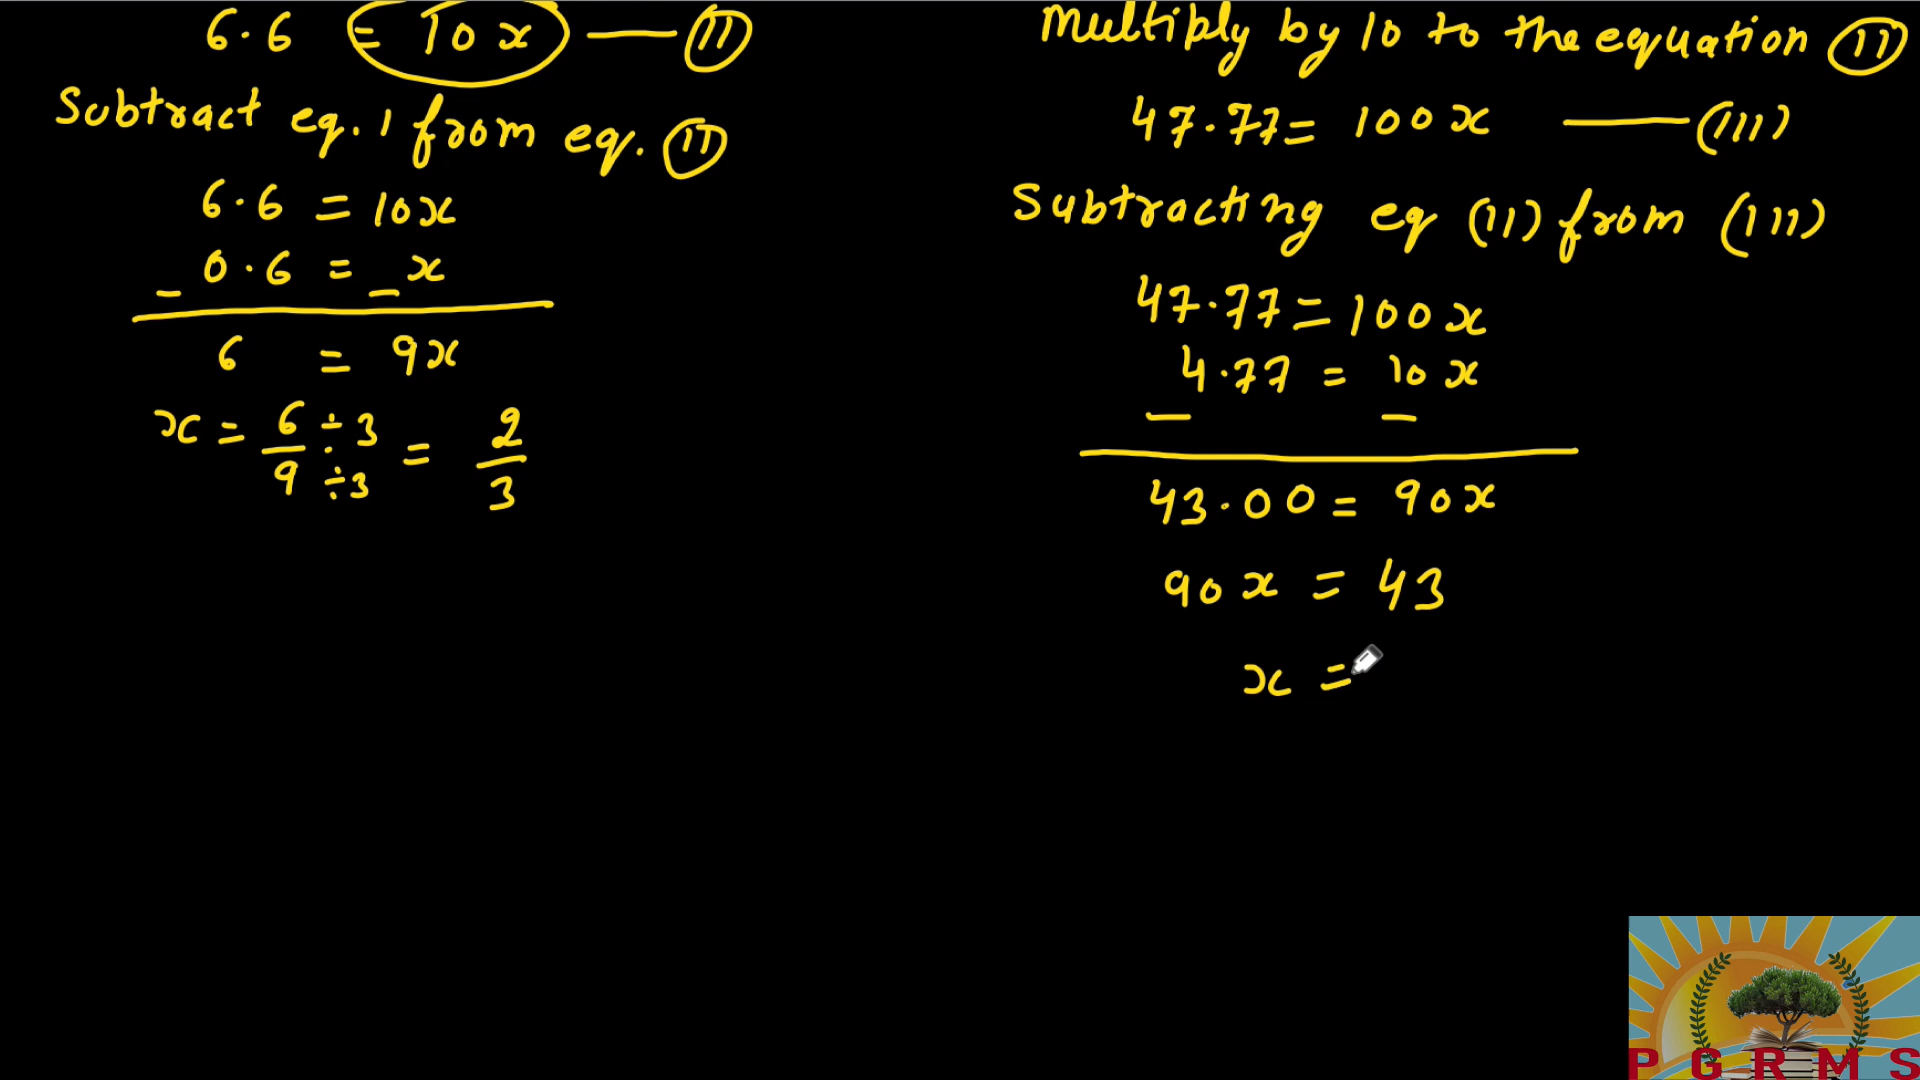 6.6 = 10x — (II)
Subtract eq. 1 from eq. (II)
6.6 = 10x
_ 0.6 = _ x
6 = 9x
x = 6/9 ÷3/÷3 = 2/3
Multiply by 10 to the equation (II)
47.77 = 100x — (III)
Subtracting eq (II) from (III)
47.77 = 100x
4.77 = 10x
— —
43.00 = 90x
90x = 43
x =
P G R M S